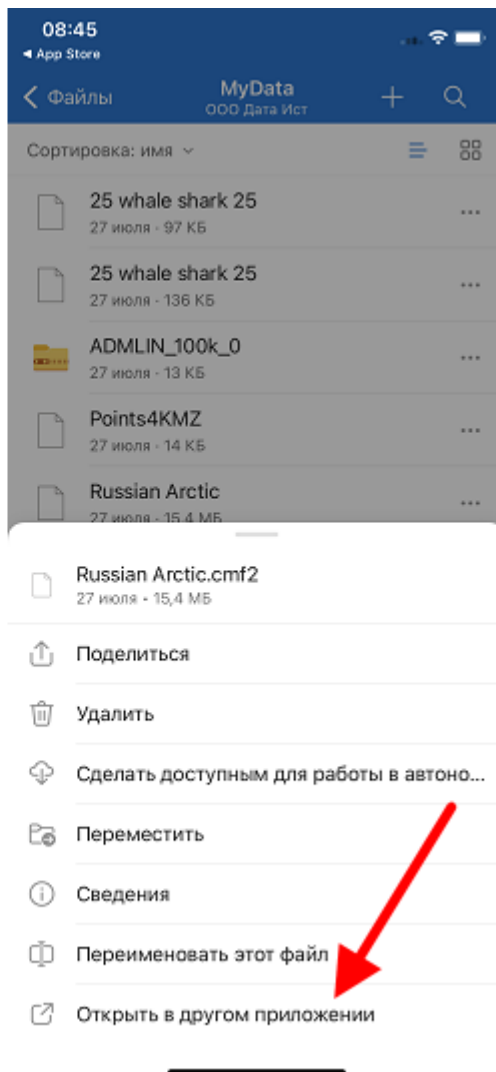 08:45
App Store
Файлы
MyData
ООО Дата Ист
Сортировка: имя
25 whale shark 25
27 июля · 97 КБ
25 whale shark 25
27 июля · 136 КБ
ADMLIN_100k_0
27 июля · 13 КБ
Points4KMZ
27 июля · 14 КБ
Russian Arctic
27 июля · 15,4 МБ
Russian Arctic.cmf2
27 июля • 15,4 МБ
Поделиться
Удалить
Сделать доступным для работы в автоно...
Переместить
Сведения
Переименовать этот файл
Открыть в другом приложении